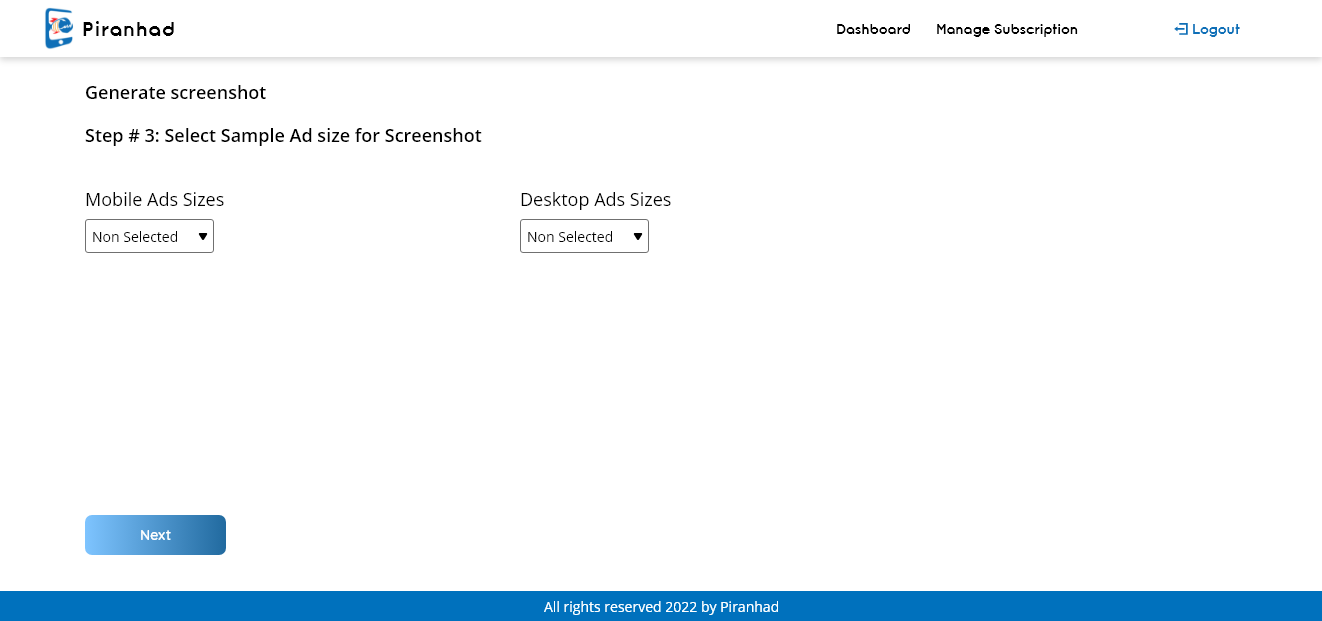 Piranhad
Dashboard
Manage Subscription
Logout
Generate screenshot
Step # 3: Select Sample Ad size for Screenshot
Mobile Ads Sizes
Desktop Ads Sizes
Non Selected
Non Selected
Next
All rights reserved 2022 by Piranhad